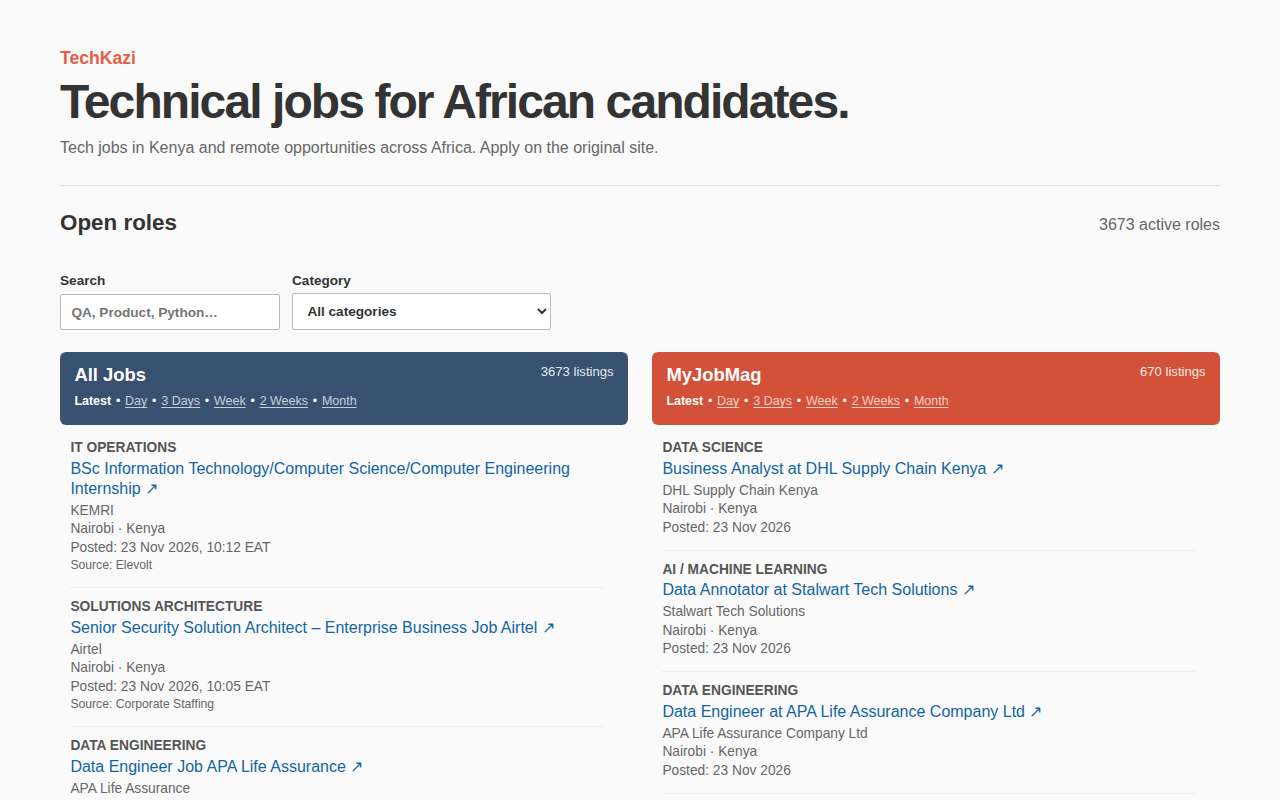 TechKazi
Technical jobs for African candidates.
Tech jobs in Kenya and remote opportunities across Africa. Apply on the original site.
Open roles
3673 active roles
Search
Category
QA, Product, Python…
All categories
All Jobs
3673 listings
Latest • Day • 3 Days • Week • 2 Weeks • Month
IT OPERATIONS
BSc Information Technology/Computer Science/Computer Engineering
Internship ↗
KEMRI
Nairobi · Kenya
Posted: 23 Nov 2026, 10:12 EAT
Source: Elevolt
SOLUTIONS ARCHITECTURE
Senior Security Solution Architect – Enterprise Business Job Airtel ↗
Airtel
Nairobi · Kenya
Posted: 23 Nov 2026, 10:05 EAT
Source: Corporate Staffing
DATA ENGINEERING
Data Engineer Job APA Life Assurance ↗
APA Life Assurance
MyJobMag
670 listings
Latest • Day • 3 Days • Week • 2 Weeks • Month
DATA SCIENCE
Business Analyst at DHL Supply Chain Kenya ↗
DHL Supply Chain Kenya
Nairobi · Kenya
Posted: 23 Nov 2026
AI / MACHINE LEARNING
Data Annotator at Stalwart Tech Solutions ↗
Stalwart Tech Solutions
Nairobi · Kenya
Posted: 23 Nov 2026
DATA ENGINEERING
Data Engineer at APA Life Assurance Company Ltd ↗
APA Life Assurance Company Ltd
Nairobi · Kenya
Posted: 23 Nov 2026